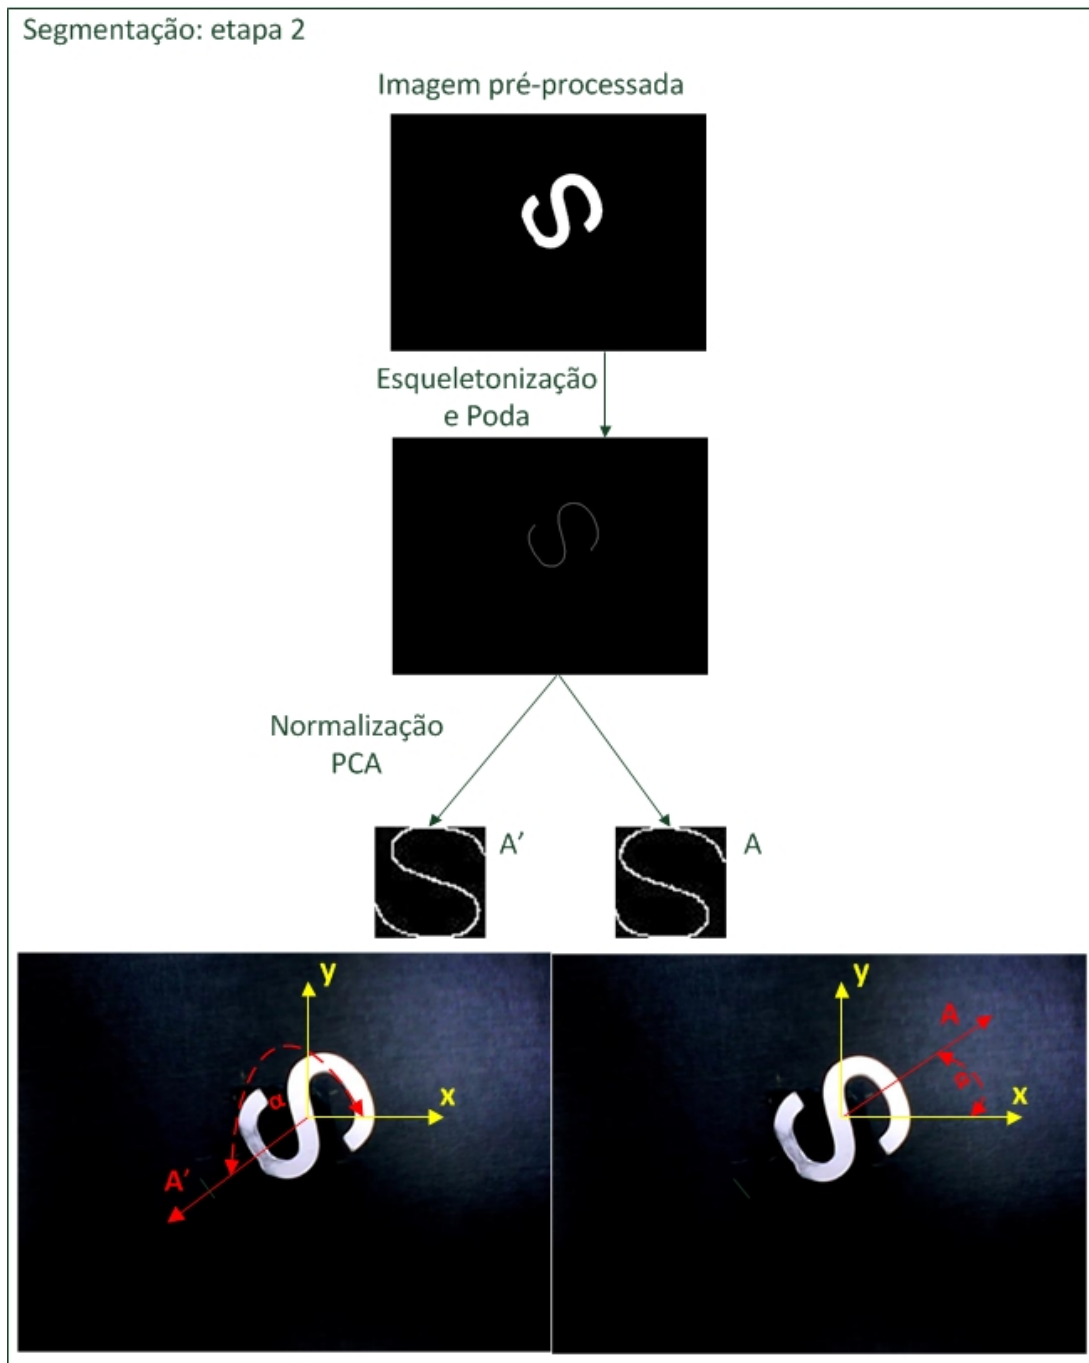 Segmentação: etapa 2
Imagem pré-processada
Esqueletonização
e Poda
Normalização
PCA
A’ A
y
α
x
A’
y
A
α
x